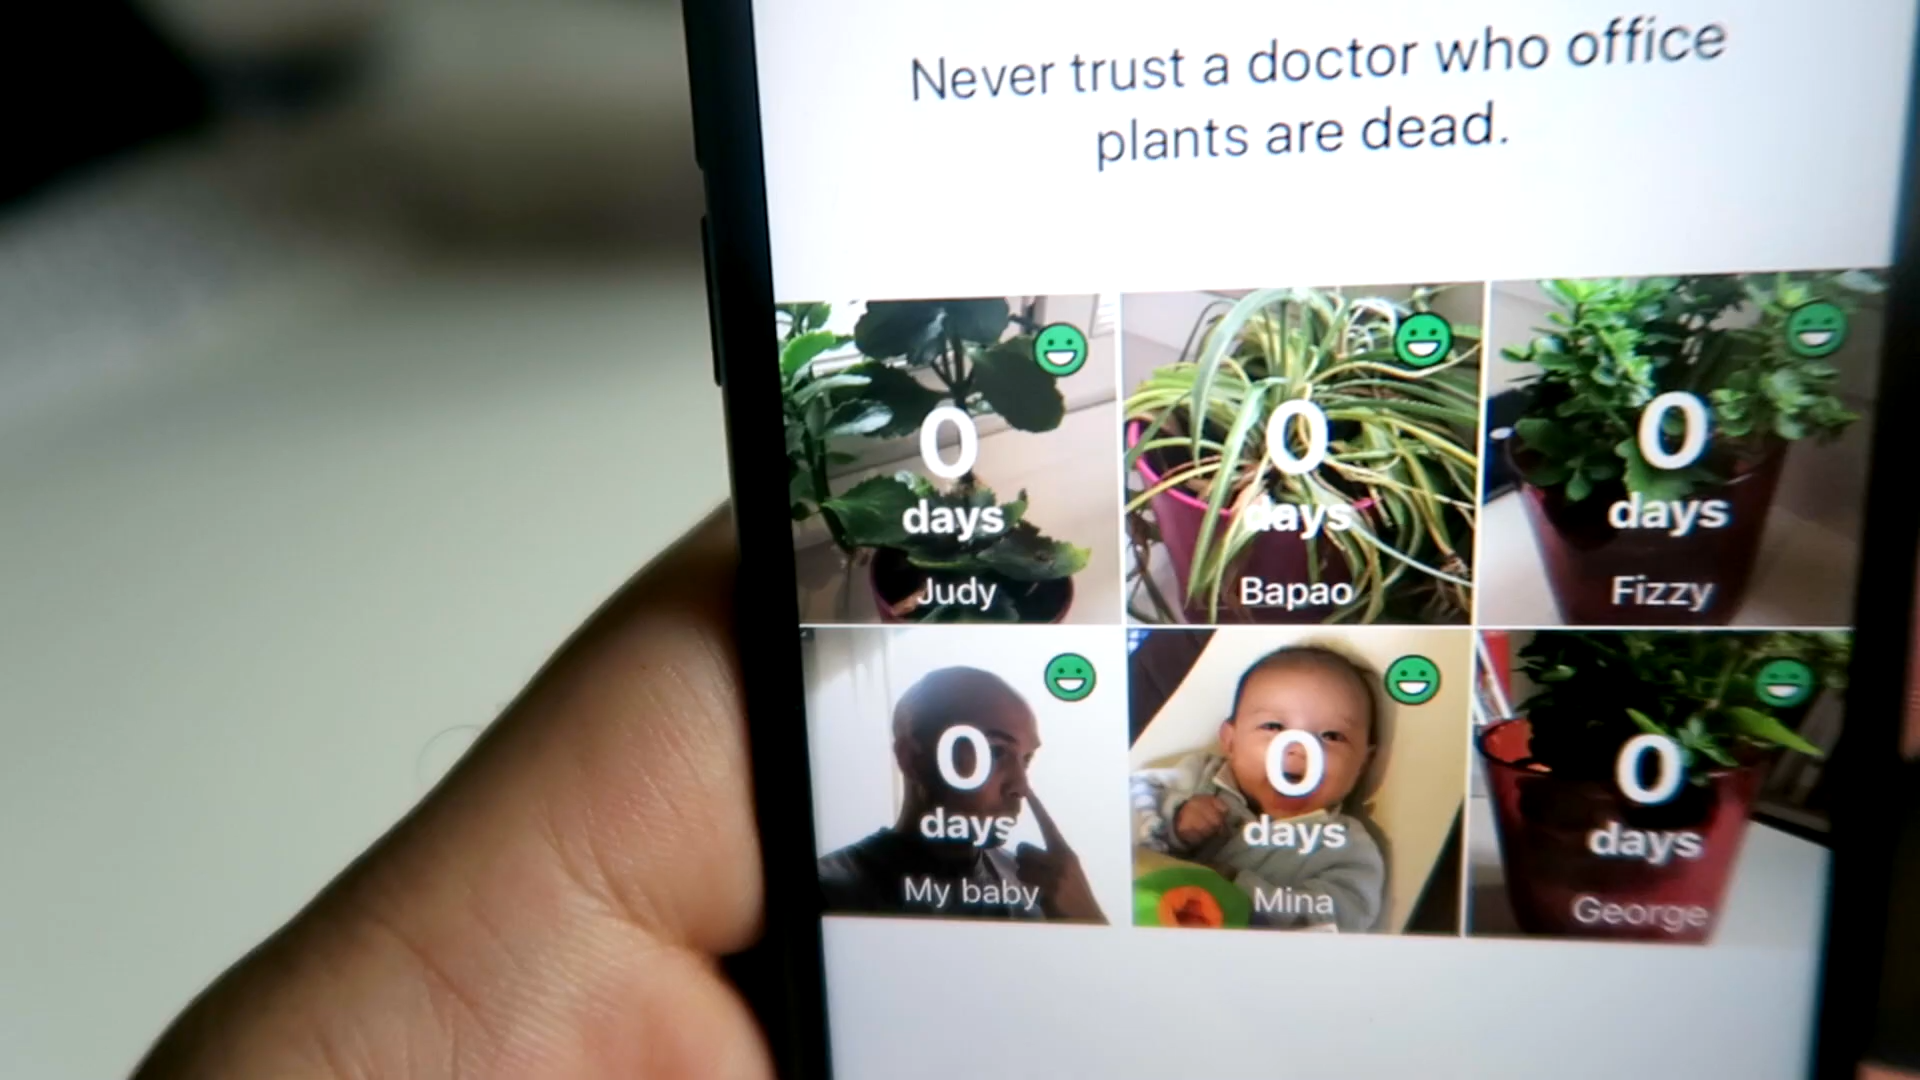 Never trust a doctor who office
plants are dead.
0
days
Judy
0
days
Bapao
0
days
Fizzy
0
days
My baby
0
days
Mina
0
days
George